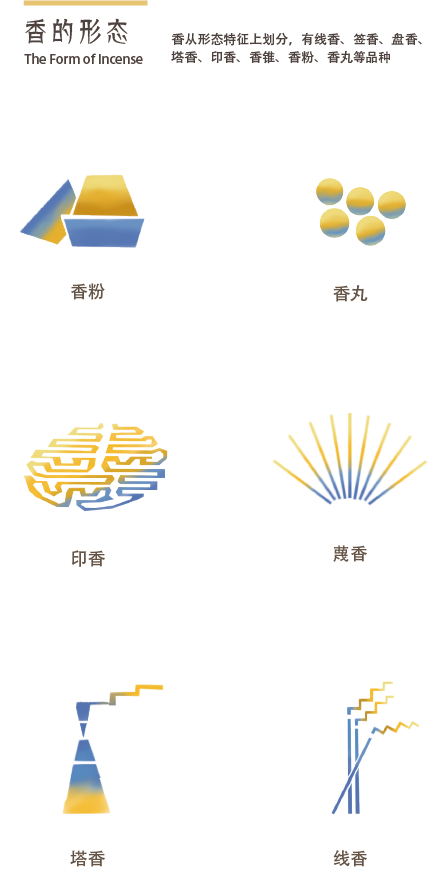 香的形态
The Form of Incense
香从形态特征上划分，有线香、签香、盘香、
塔香、印香、香锥、香粉、香丸等品种
香粉
香丸
印香
蔑香
塔香
线香